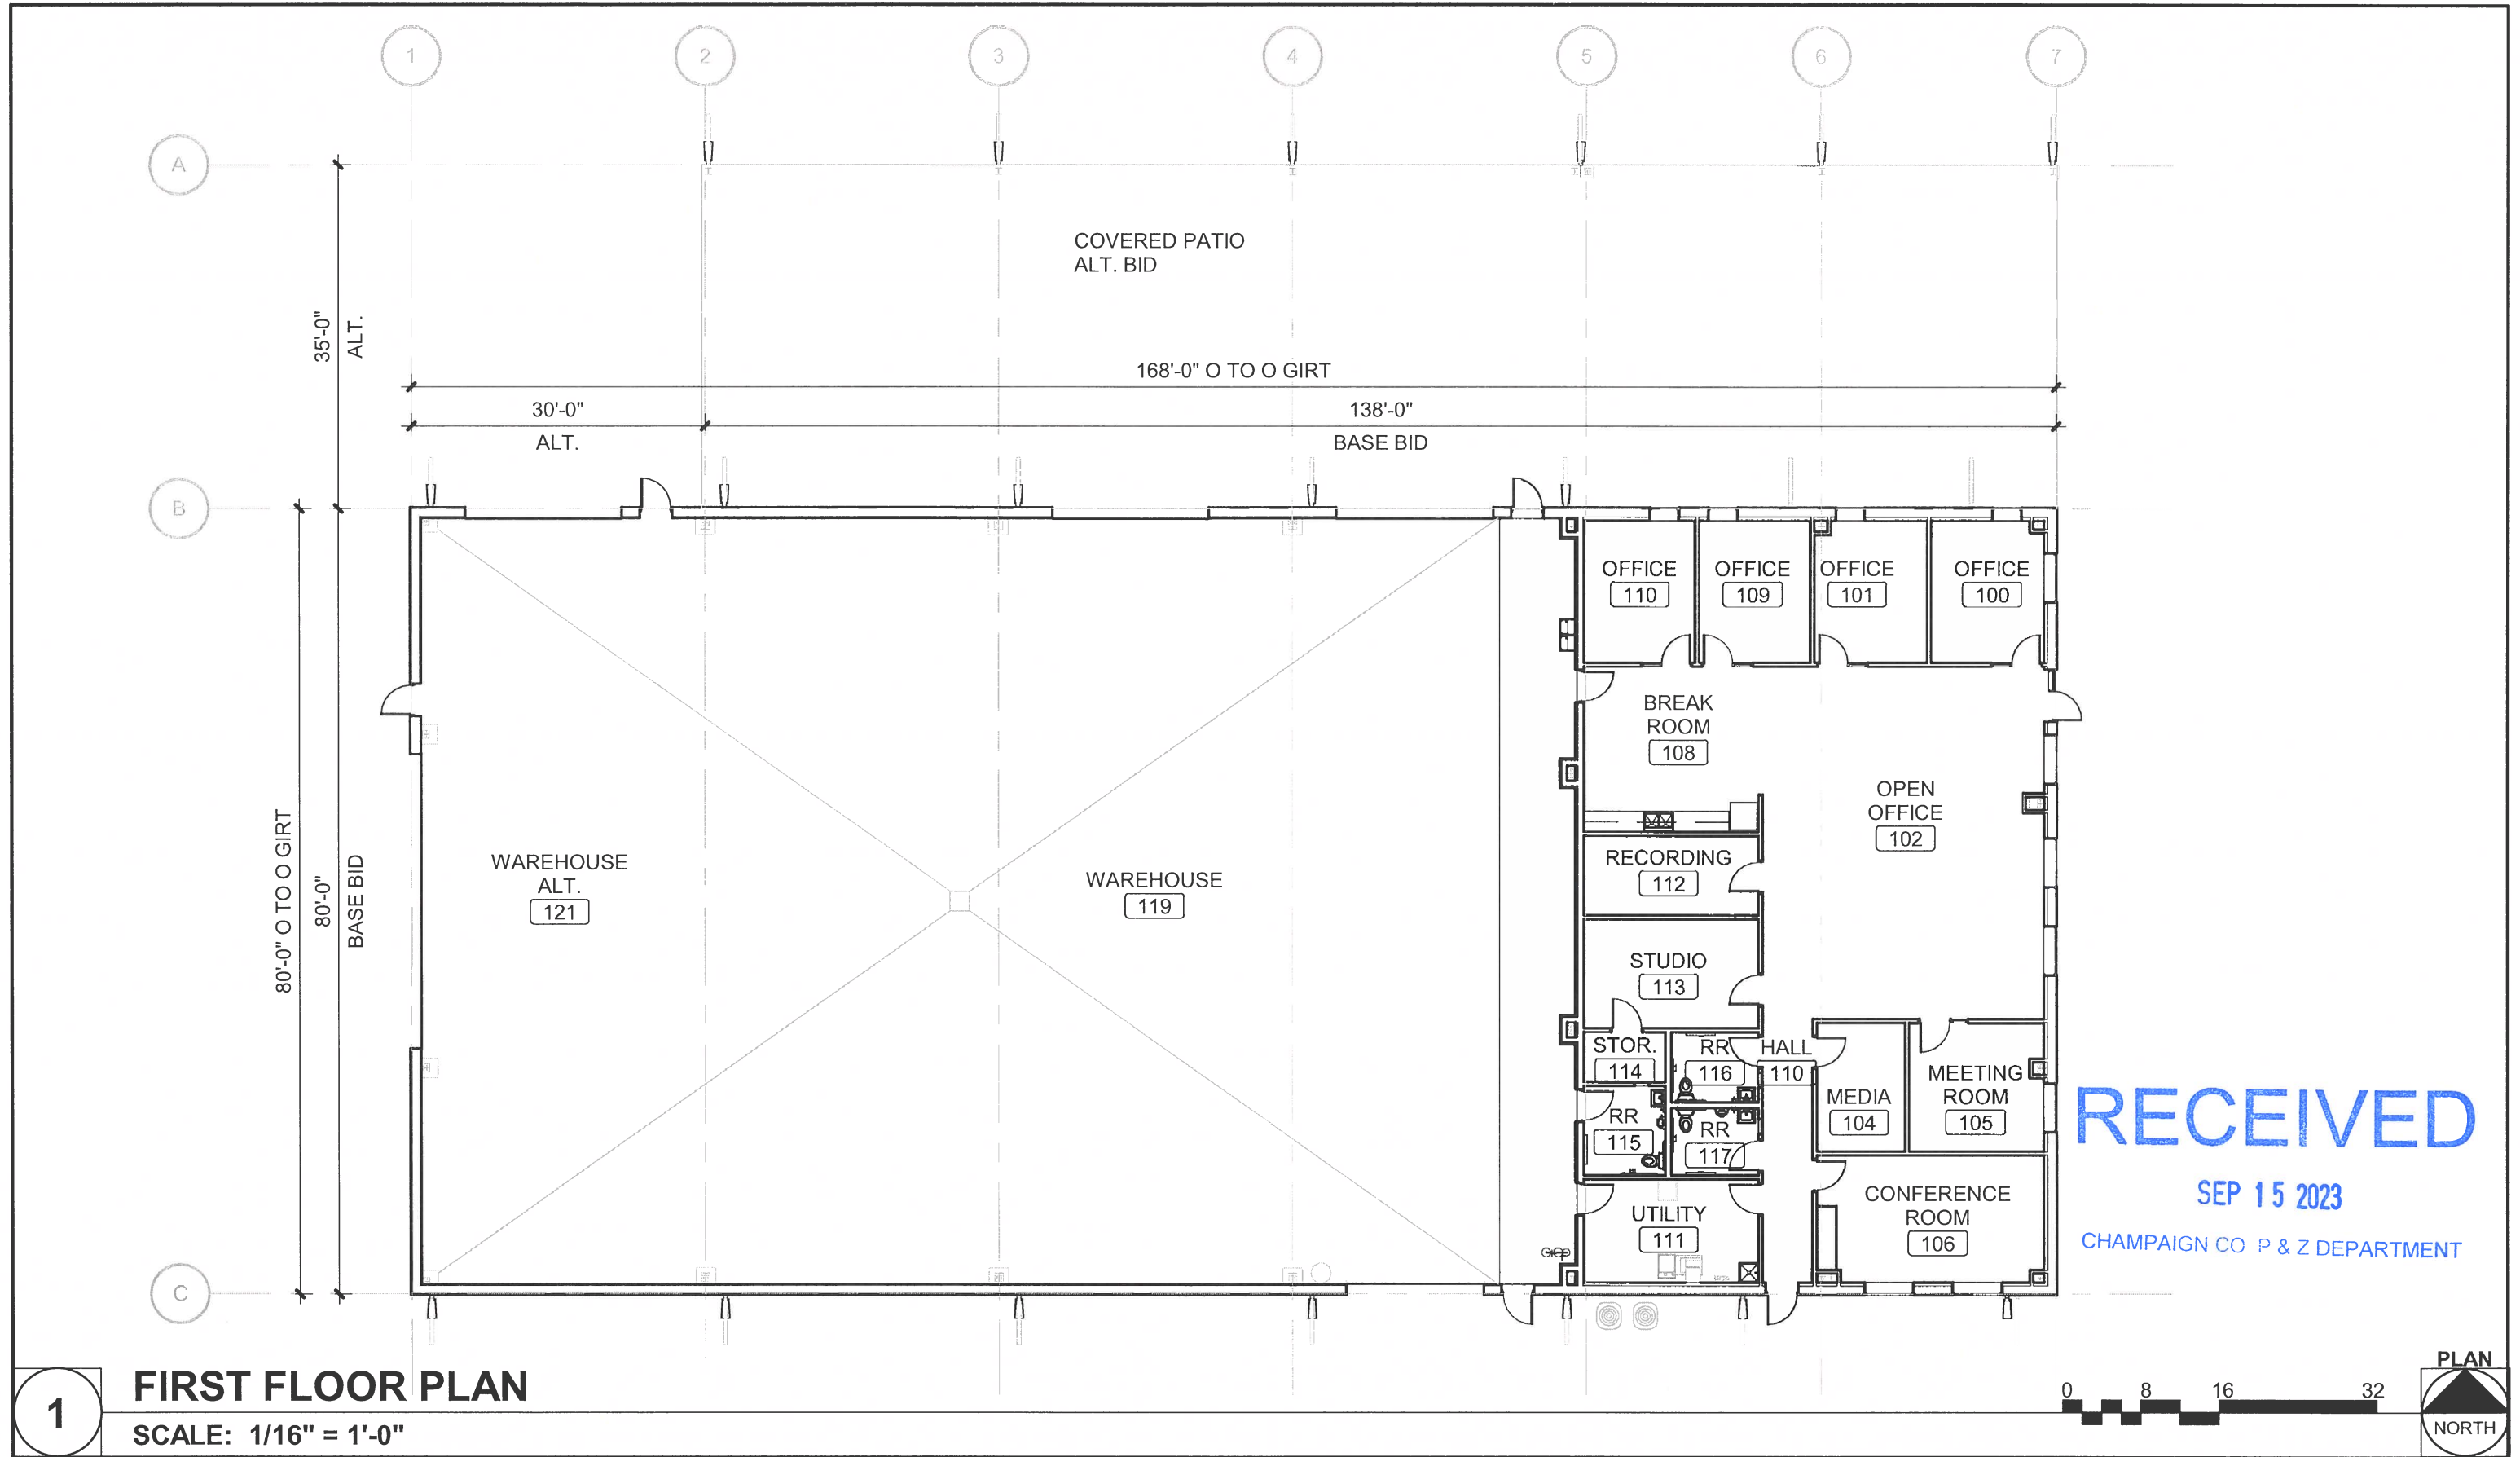 1 2 3 4 5 6 7
A
COVERED PATIO
ALT. BID
35'-0"
ALT.
168'-0" O TO O GIRT
30'-0" 138'-0"
ALT. BASE BID
B
OFFICE OFFICE OFFICE OFFICE
110 109 101 100
BREAK
ROOM
108
OPEN
OFFICE
102
80'-0" O TO O GIRT
80'-0"
BASE BID
WAREHOUSE
ALT.
121
WAREHOUSE
119
RECORDING
112
STUDIO
113
STOR.
114
RR
116
HALL
110
RR
115
RR
117
MEDIA
104
MEETING
ROOM
105
UTILITY
111
CONFERENCE
ROOM
106
C
RECEIVED
SEP 15 2023
CHAMPAIGN CO P & Z DEPARTMENT
1
FIRST FLOOR PLAN
SCALE: 1/16" = 1'-0"
0 8 16 32
PLAN
NORTH